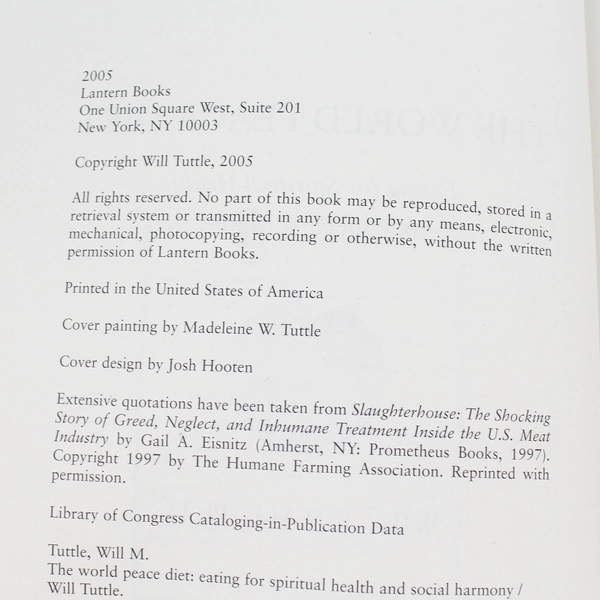 2005
Lantern Books
One Union Square West, Suite 201
New York, NY 10003
Copyright Will Tuttle, 2005
All rights reserved. No part of this book may be reproduced, stored in a
retrieval system or transmitted in any form or by any means, electronic,
mechanical, photocopying, recording or otherwise, without the written
permission of Lantern Books.
Printed in the United States of America
Cover painting by Madeleine W. Tuttle
Cover design by Josh Hooten
Extensive quotations have been taken from Slaughterhouse: The Shocking
Story of Greed, Neglect, and Inhumane Treatment Inside the U.S. Meat
Industry by Gail A. Eisnitz (Amherst, NY: Prometheus Books, 1997).
Copyright 1997 by The Humane Farming Association. Reprinted with
permission.
Library of Congress Cataloging-in-Publication Data
Tuttle, Will M.
The world peace diet: eating for spiritual health and social harmony /
Will Tuttle.